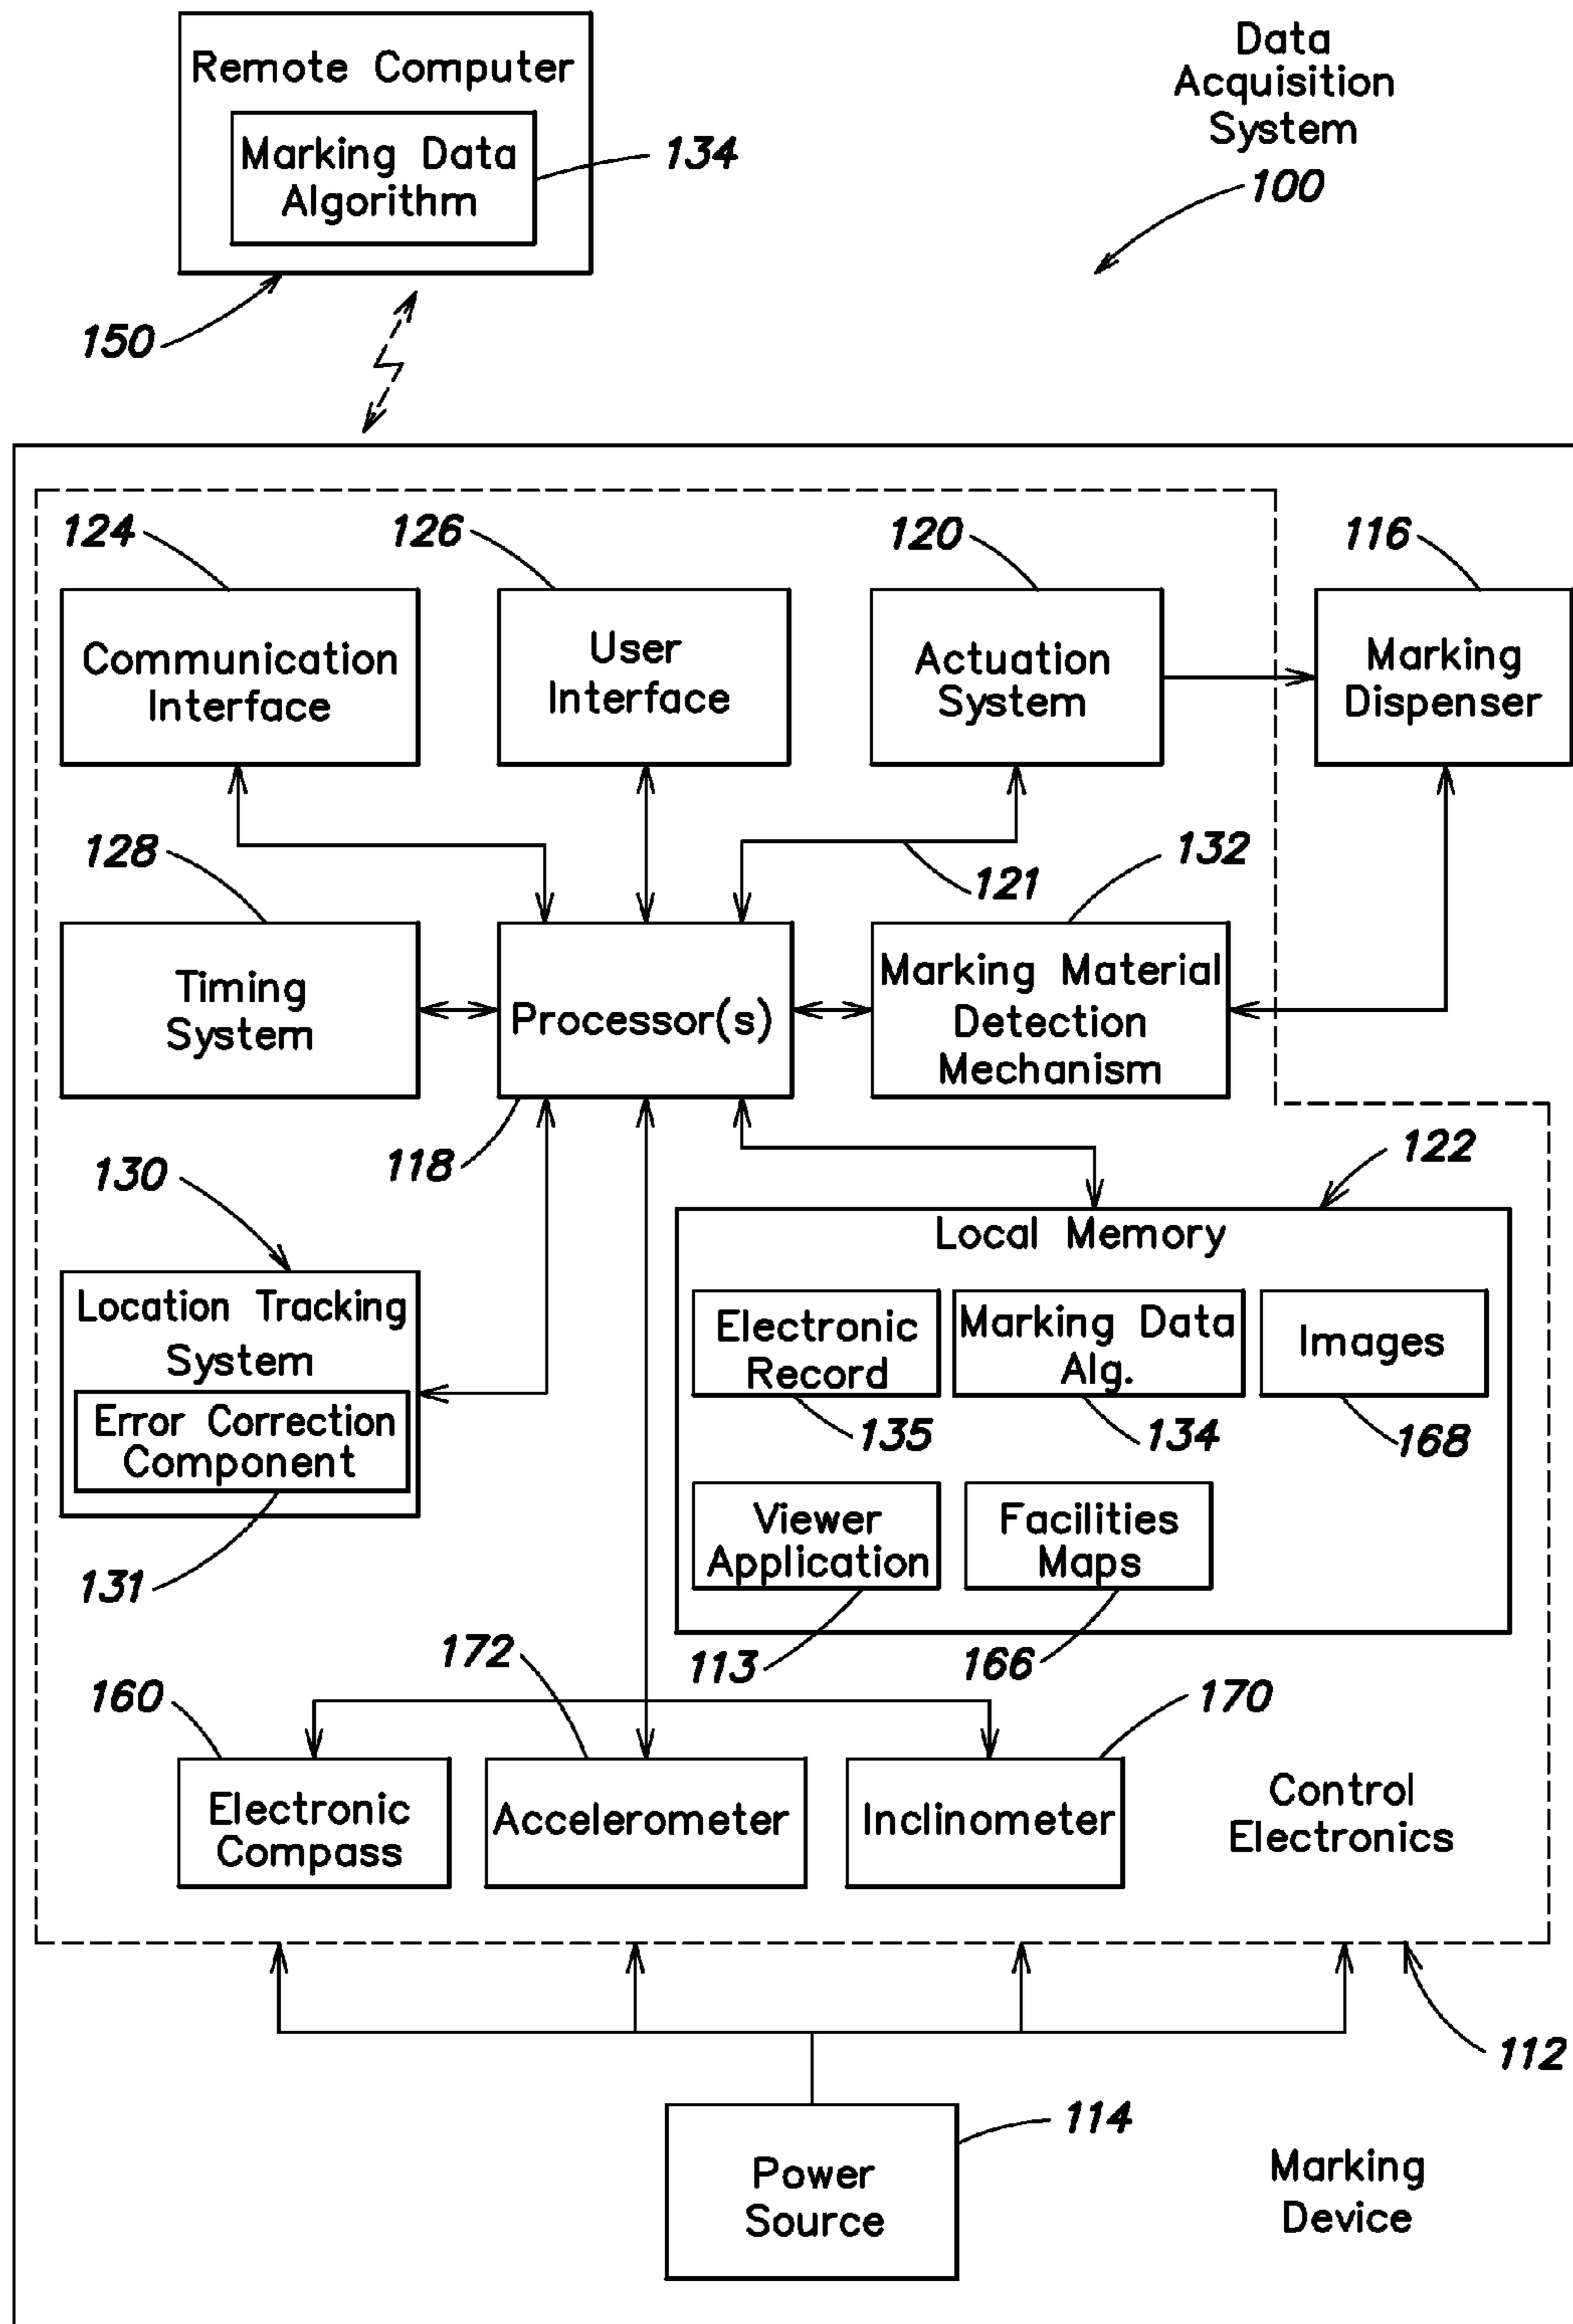 Remote Computer
Marking Data
Algorithm
134
150
Data
Acquisition
System
100
124
126
120
116
Communication
Interface
User
Interface
Actuation
System
Marking
Dispenser
128
121
132
Timing
System
Processor(s)
Marking Material
Detection
Mechanism
118
130
122
Location Tracking
System
Error Correction
Component
131
Local Memory
Electronic
Record
Marking Data
Alg.
Images
135
134
168
Viewer
Application
Facilities
Maps
113
166
160
172
170
Electronic
Compass
Accelerometer
Inclinometer
Control
Electronics
112
114
Power
Source
Marking
Device